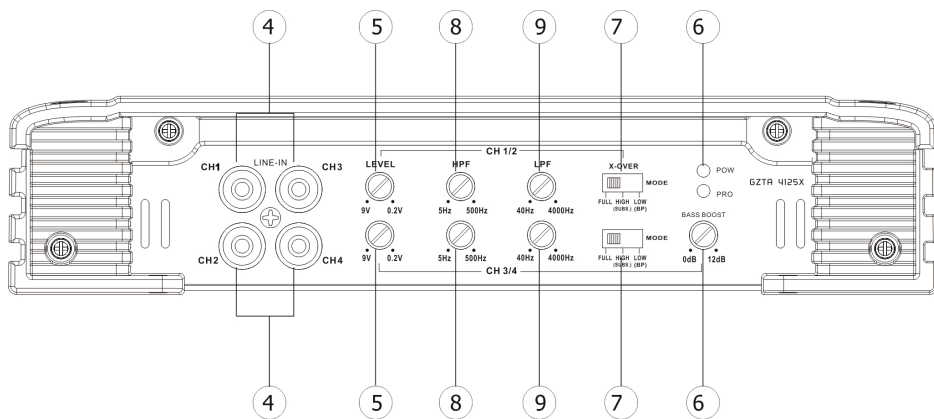 4 5 8 9 7 6
CH 1/2
CH1 LINE-IN CH3 LEVEL HPF LPF X-OVER POW
MODE GZTA 4125X
PRO
9V 0.2V 5Hz 500Hz 40Hz 4000Hz FULL HIGH LOW
(SUBS.) (BP)
BASS BOOST
CH2 CH4 MODE
9V 0.2V 5Hz 500Hz 40Hz 4000Hz FULL HIGH LOW 0dB 12dB
(SUBS.) (BP)
CH 3/4
4 5 8 9 7 6